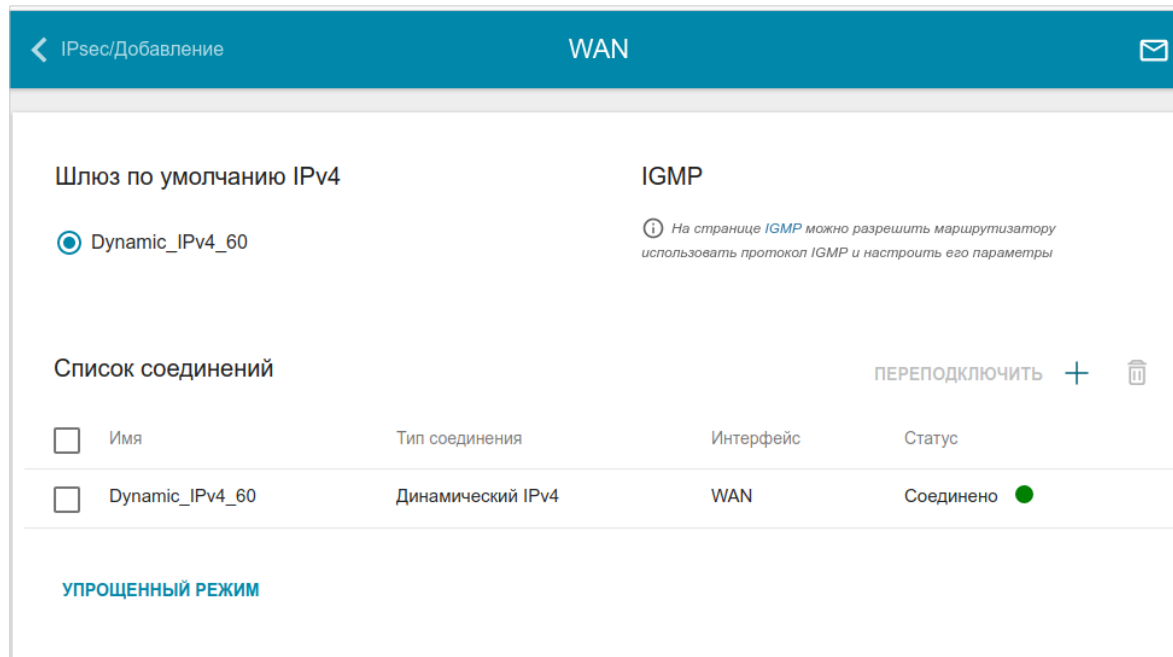 IPsec/Добавление
WAN
Шлюз по умолчанию IPv4
IGMP
Dynamic_IPv4_60
На странице IGMP можно разрешить маршрутизатору
использовать протокол IGMP и настроить его параметры
Список соединений
ПЕРЕПОДКЛЮЧИТЬ
Имя Тип соединения Интерфейс Статус
Dynamic_IPv4_60 Динамический IPv4 WAN Соединено
УПРОЩЕННЫЙ РЕЖИМ